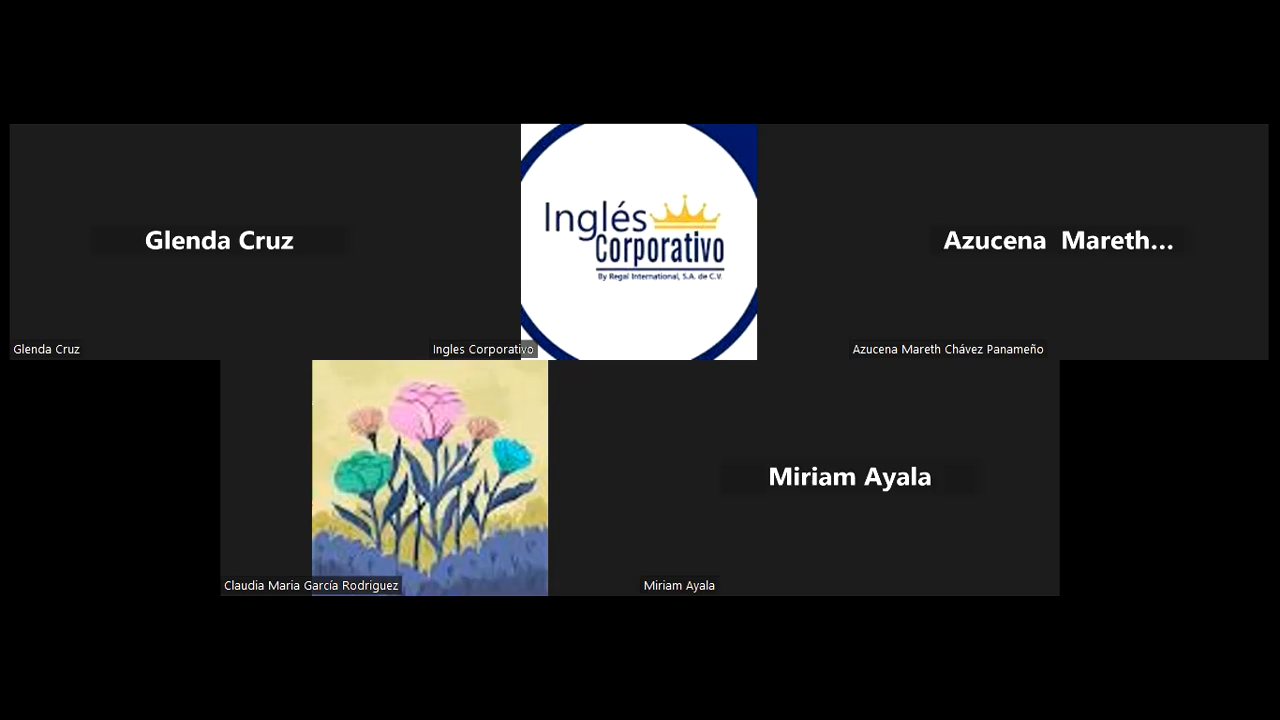 Glenda Cruz
Glenda Cruz
Inglés
Corporativo
By Regal International, S.A. de C.V.
Ingles Corporativo
Azucena Mareth...
Azucena Mareth Chávez Panameño
Claudia Maria García Rodriguez
Miriam Ayala
Miriam Ayala